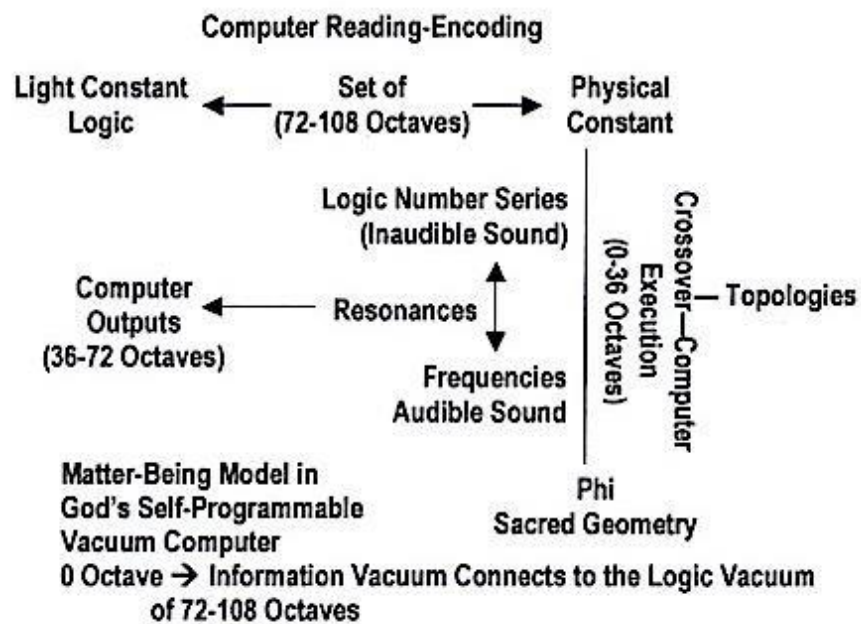 Computer Reading-Encoding
Light Constant
Logic
Set of
(72-108 Octaves)
Physical
Constant
Logic Number Series
(Inaudible Sound)
Computer
Outputs
(36-72 Octaves)
Resonances
Frequencies
Audible Sound
Crossover—Computer
Execution
(0-36 Octaves)
Topologies
Phi
Sacred Geometry
Matter-Being Model in
God's Self-Programmable
Vacuum Computer
0 Octave → Information Vacuum Connects to the Logic Vacuum
of 72-108 Octaves